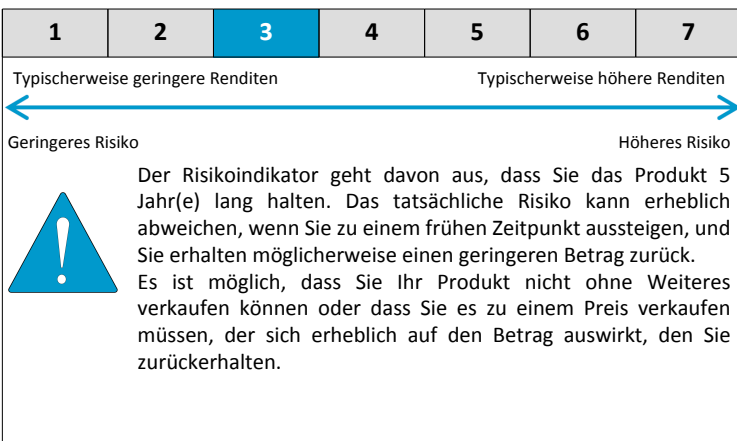 1 2 3 4 5 6 7
Typischerweise geringere Renditen Typischerweise höhere Renditen
Geringeres Risiko Höheres Risiko
Der Risikoindikator geht davon aus, dass Sie das Produkt 5
Jahr(e) lang halten. Das tatsächliche Risiko kann erheblich
abweichen, wenn Sie zu einem frühen Zeitpunkt aussteigen, und
Sie erhalten möglicherweise einen geringeren Betrag zurück.
Es ist möglich, dass Sie Ihr Produkt nicht ohne Weiteres
verkaufen können oder dass Sie es zu einem Preis verkaufen
müssen, der sich erheblich auf den Betrag auswirkt, den Sie
zurückerhalten.